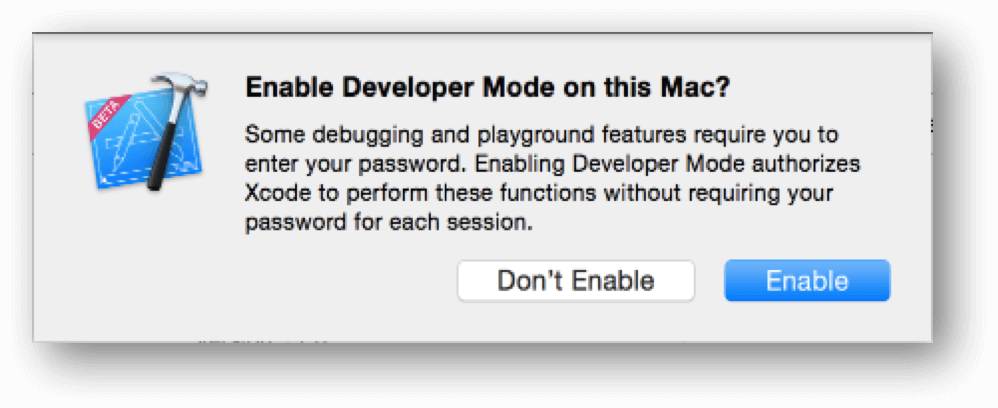 BETA
Enable Developer Mode on this Mac?
Some debugging and playground features require you to
enter your password. Enabling Developer Mode authorizes
Xcode to perform these functions without requiring your
password for each session.
Don't Enable
Enable